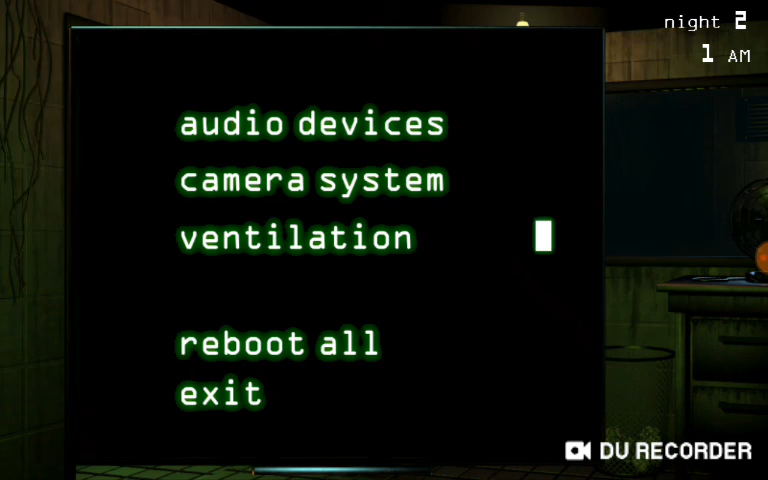 night 2
1 AM
audio devices
camera system
ventilation
reboot all
exit
DU RECORDER